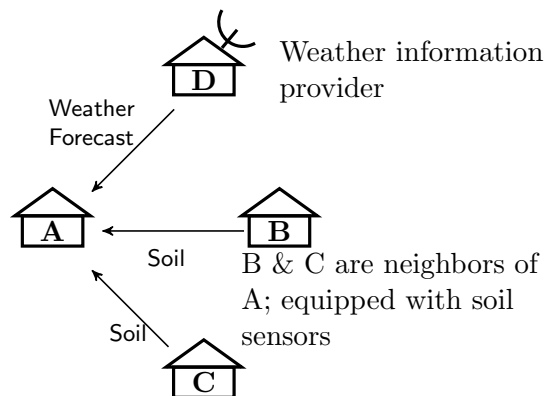 D
Weather information
provider
Weather
Forecast
A
B
Soil
B & C are neighbors of
A; equipped with soil
sensors
Soil
C